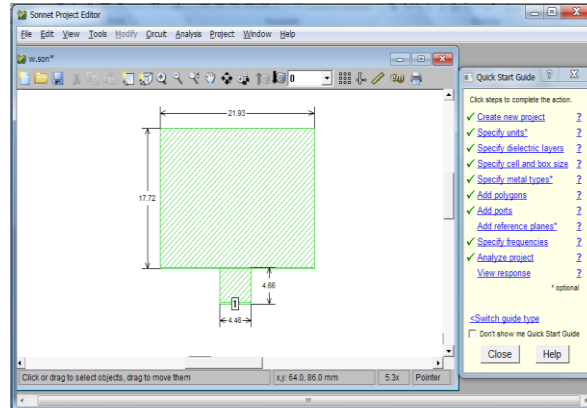 Sonnet Project Editor
File Edit View Tools Modify Circuit Analysis Project Window Help
w.son*
0
21.93
17.72
4.66
1
4.46
Click or drag to select objects, drag to move them
x,y: 64.0, 86.0 mm
5.3x
Pointer
Quick Start Guide
Click steps to complete the action.
Create new project ?
Specify units* ?
Specify dielectric layers ?
Specify cell and box size ?
Specify metal types* ?
Add polygons ?
Add ports ?
Add reference planes* ?
Specify frequencies ?
Analyze project ?
View response ?
* optional
<Switch guide type
Don't show me Quick Start Guide
Close Help